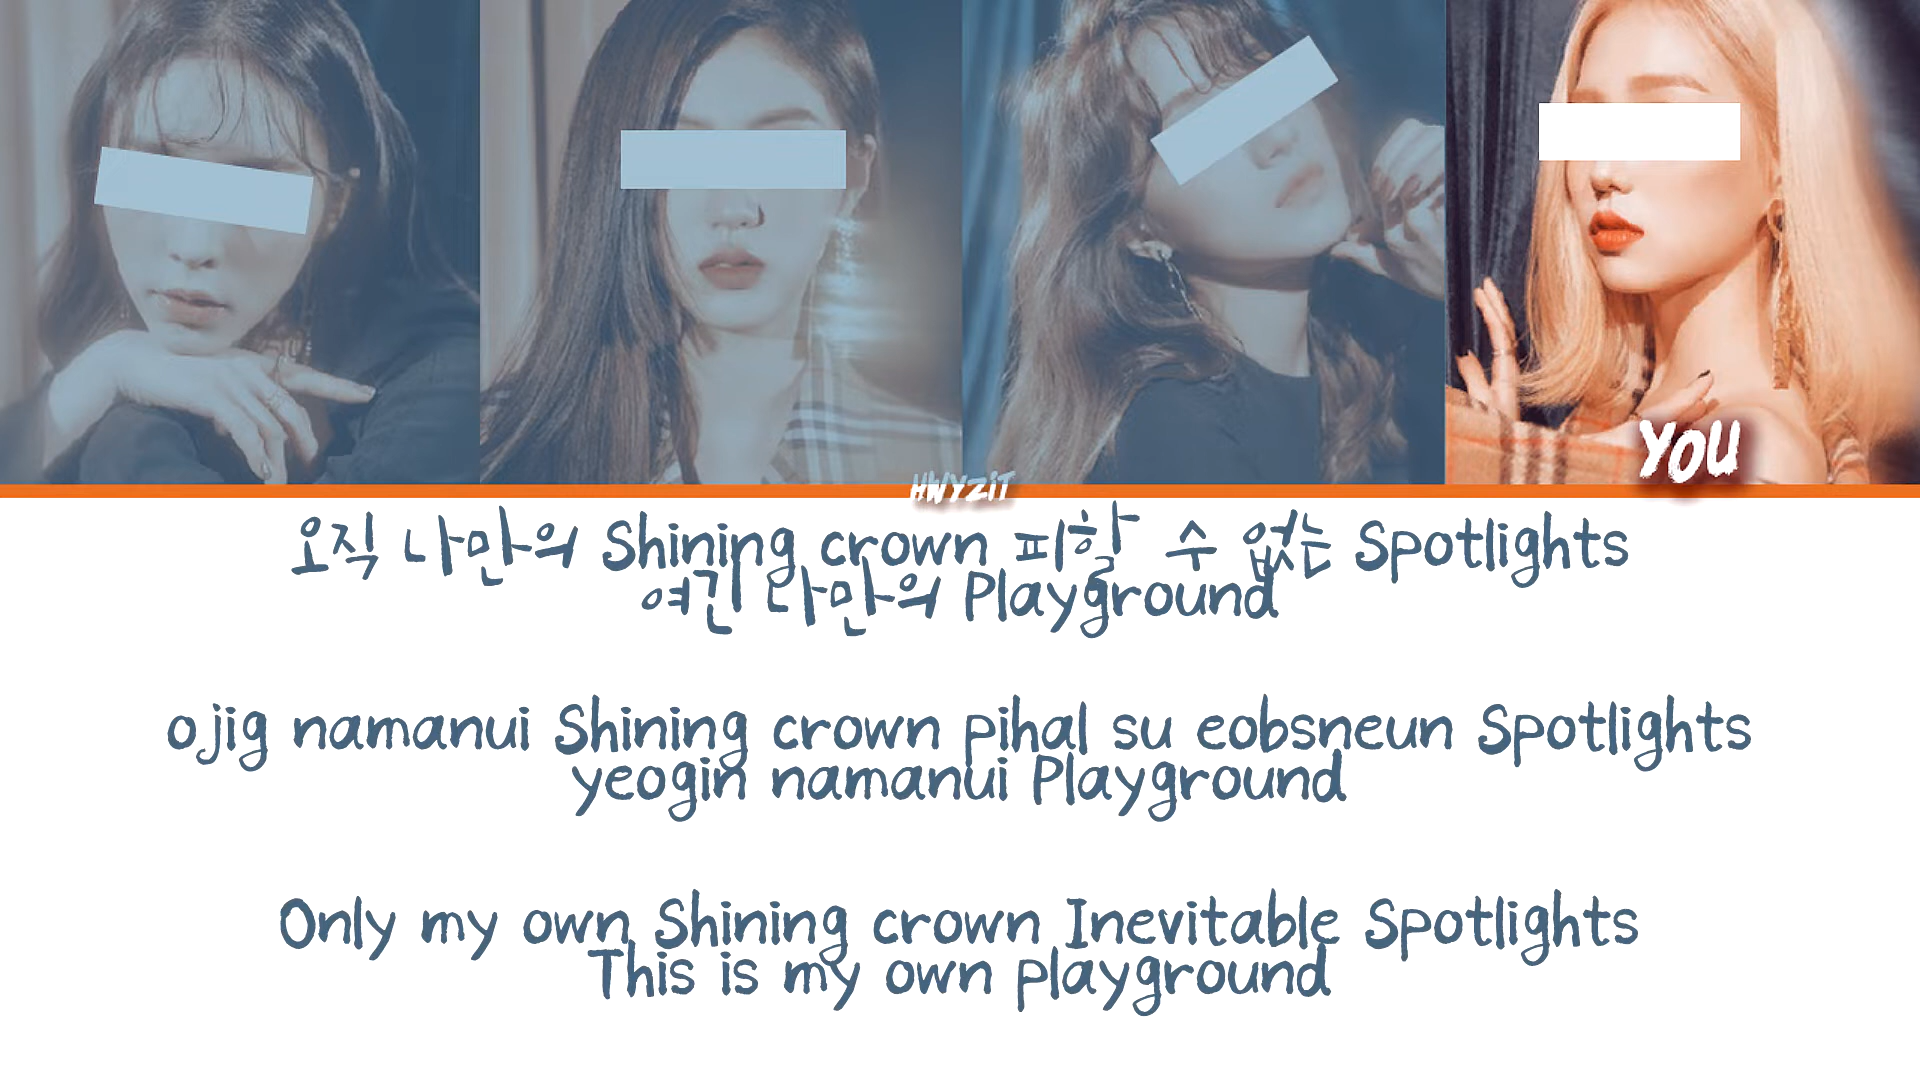 YOU
HWYZIT
오직 나만의 Shining crown 피할 수 없는 Spotlights
여긴 나만의 Playground
ojig namanui Shining crown pihal su eobsneun Spotlights
yeogin namanui Playground
Only my own Shining crown Inevitable Spotlights
This is my own playground